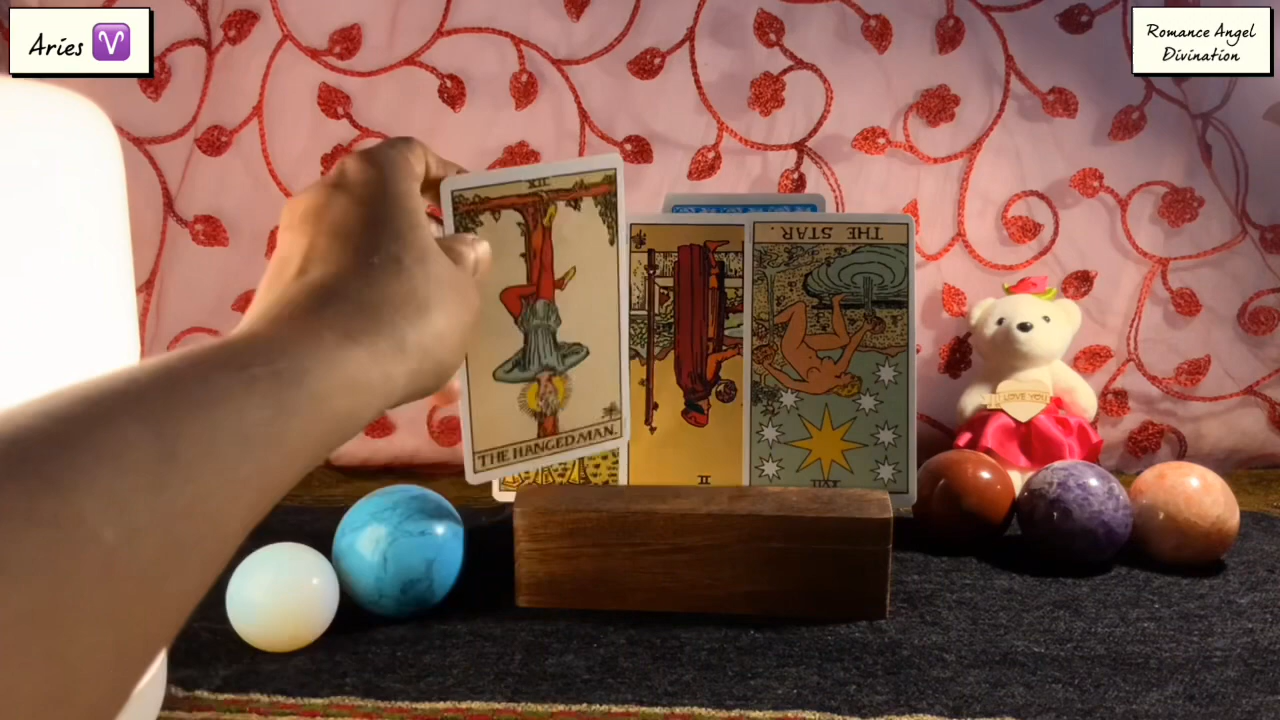 Aries ♈
Romance Angel
Divination
XII
THE HANGED MAN.
II
THE STAR.
XVII
I LOVE YOU